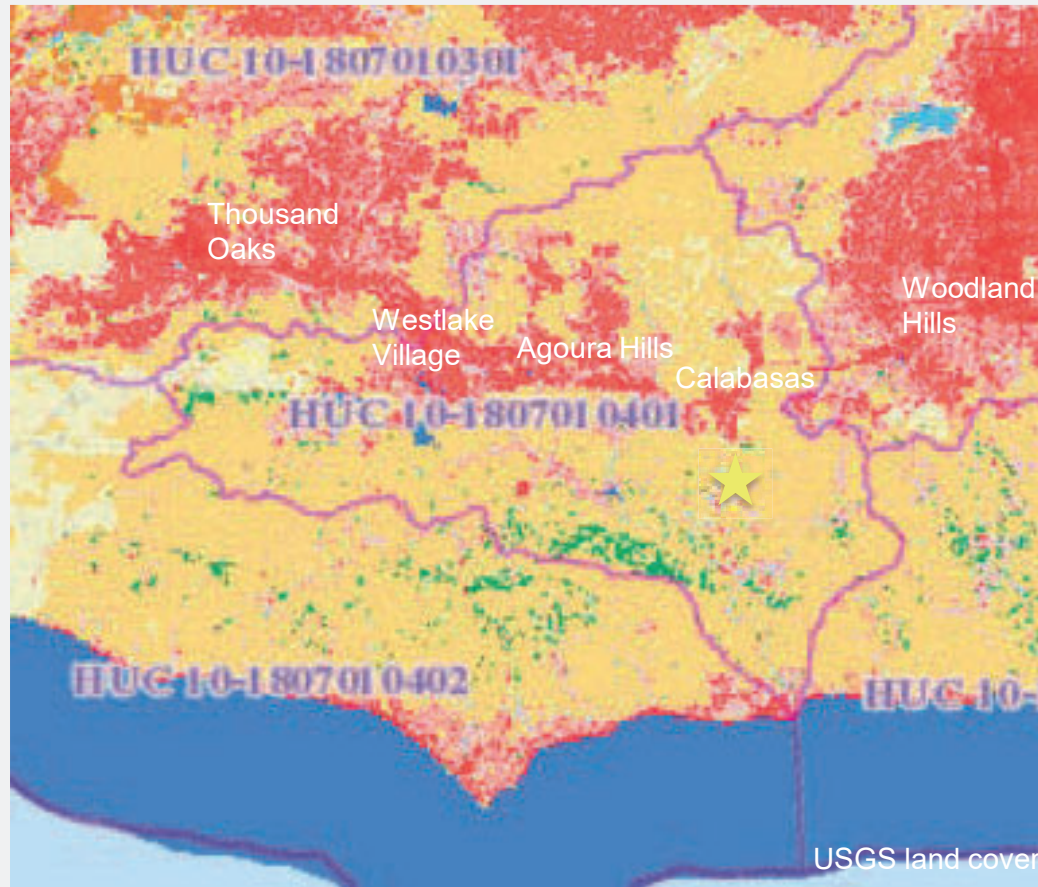 HUC 10-1807010301
Thousand
Oaks
Woodland
Hills
Westlake
Village
Agoura Hills
Calabasas
HUC 10-1807010401
HUC 10-1807010402
HUC 10-
USGS land cover